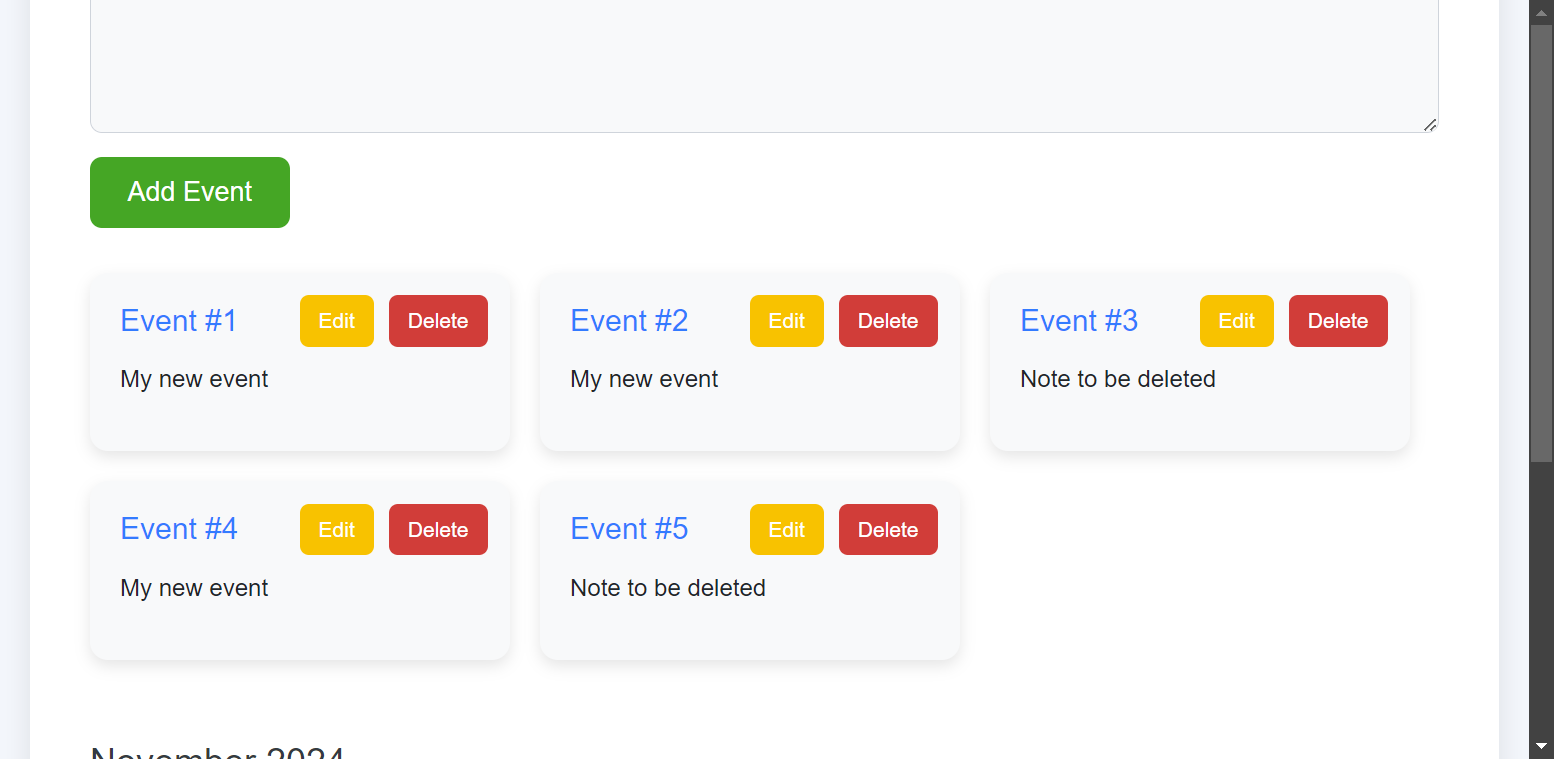 Add Event
Event #1 Edit Delete
My new event
Event #2 Edit Delete
My new event
Event #3 Edit Delete
Note to be deleted
Event #4 Edit Delete
My new event
Event #5 Edit Delete
Note to be deleted
November 2024